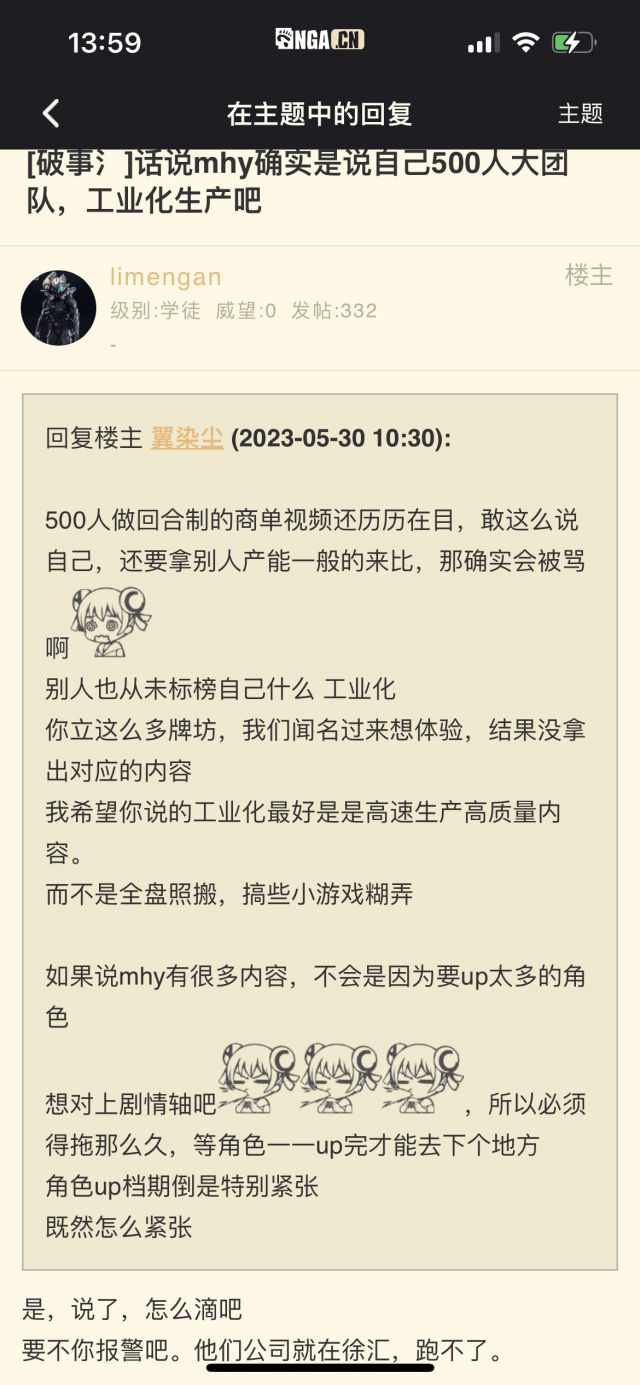 13:59
NGA.CN
在主题中的回复
主题
[破事氵]话说mhy确实是说自己500人大团
队，工业化生产吧
limengan
楼主
级别:学徒 威望:0 发帖:332
-
回复楼主 翼染尘 (2023-05-30 10:30):
500人做回合制的商单视频还历历在目，敢这么说
自己，还要拿别人产能一般的来比，那确实会被骂
啊
别人也从未标榜自己什么 工业化
你立这么多牌坊，我们闻名过来想体验，结果没拿
出对应的内容
我希望你说的工业化最好是是高速生产高质量内
容。
而不是全盘照搬，搞些小游戏糊弄
如果说mhy有很多内容，不会是因为要up太多的角
色
想对上剧情轴吧，所以必须
得拖那么久，等角色一一up完才能去下个地方
角色up档期倒是特别紧张
既然怎么紧张
是，说了，怎么滴吧
要不你报警吧。他们公司就在徐汇，跑不了。